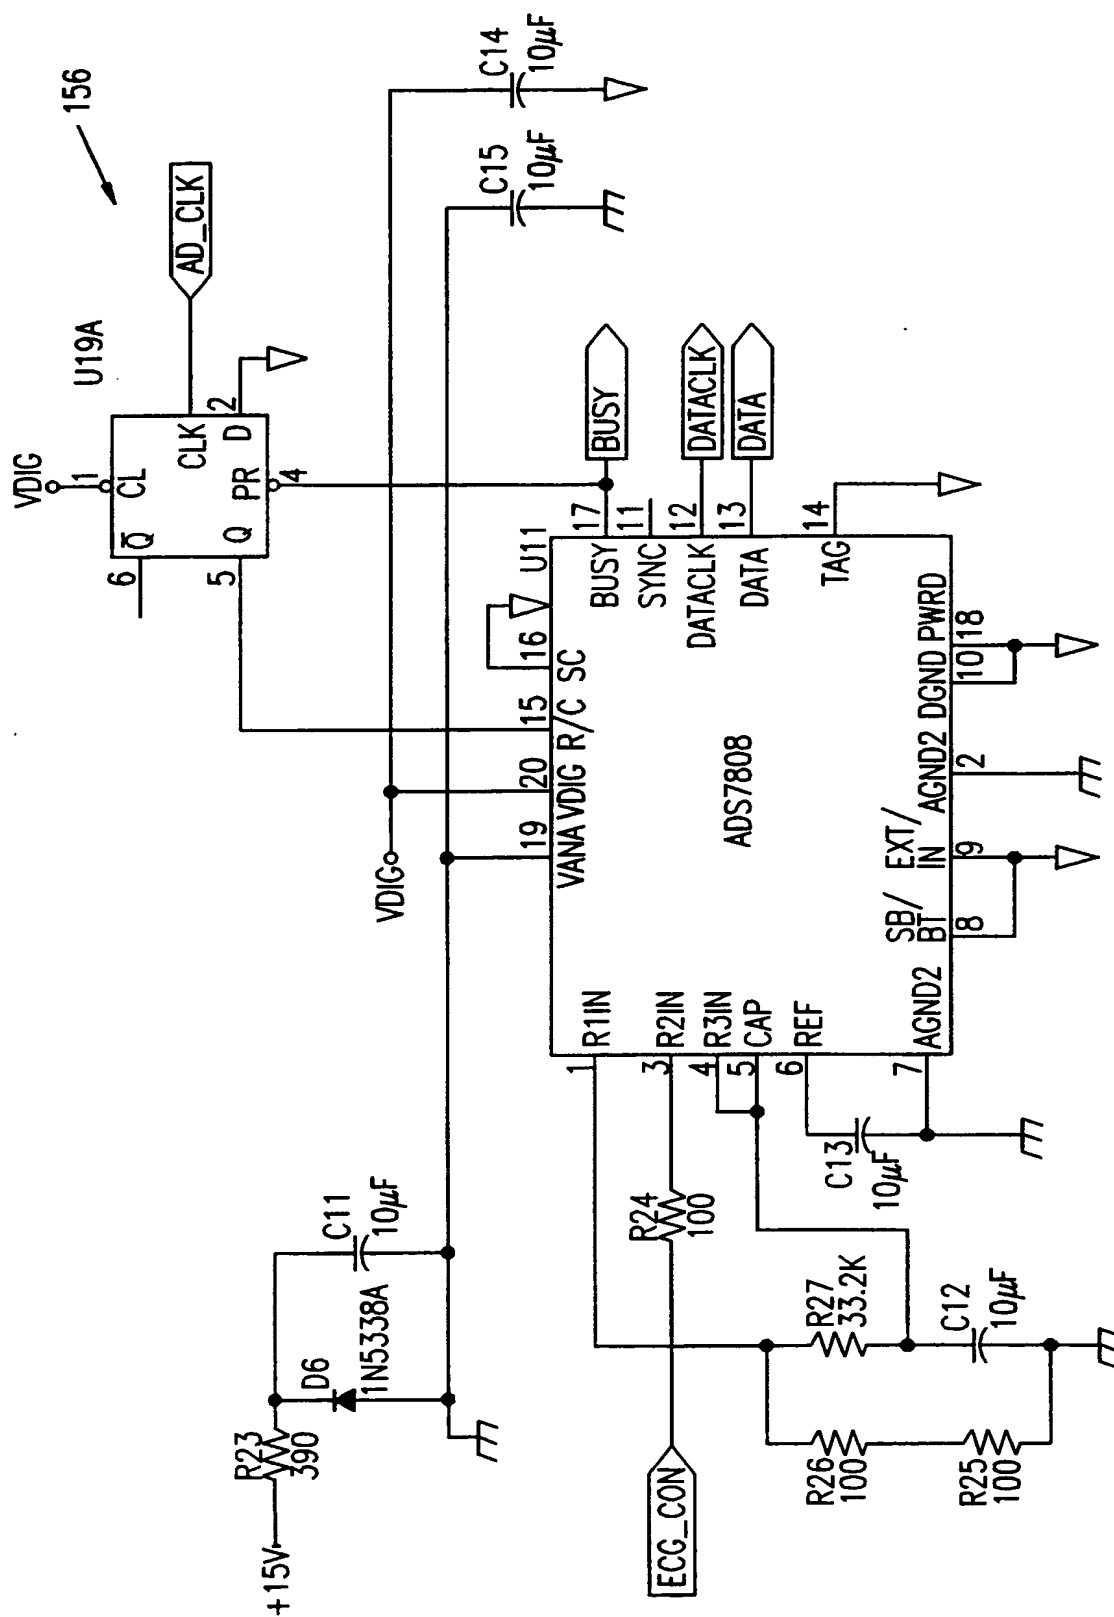 156
AD_CLK
U19A
VDIG
1
CL
CLK
D
2
PR
4
Q
6
Q
5
C14
10µF
C15
10µF
+15V
R23
390
D6
1N5338A
C11
10µF
VDIG
19
VANA
20
VDIG
15
R/C
16
SC
U11
17
BUSY
BUSY
11
SYNC
12
DATACLK
DATACLK
13
DATA
DATA
14
TAG
ADS7808
1
R1IN
3
R2IN
4
R3IN
5
CAP
6
REF
7
AGND2
SB/
BT
8
EXT/
IN
9
AGND2
2
DGND
10
PWRD
18
ECG_CON
R24
100
C13
10µF
R27
33.2K
C12
10µF
R26
100
R25
100